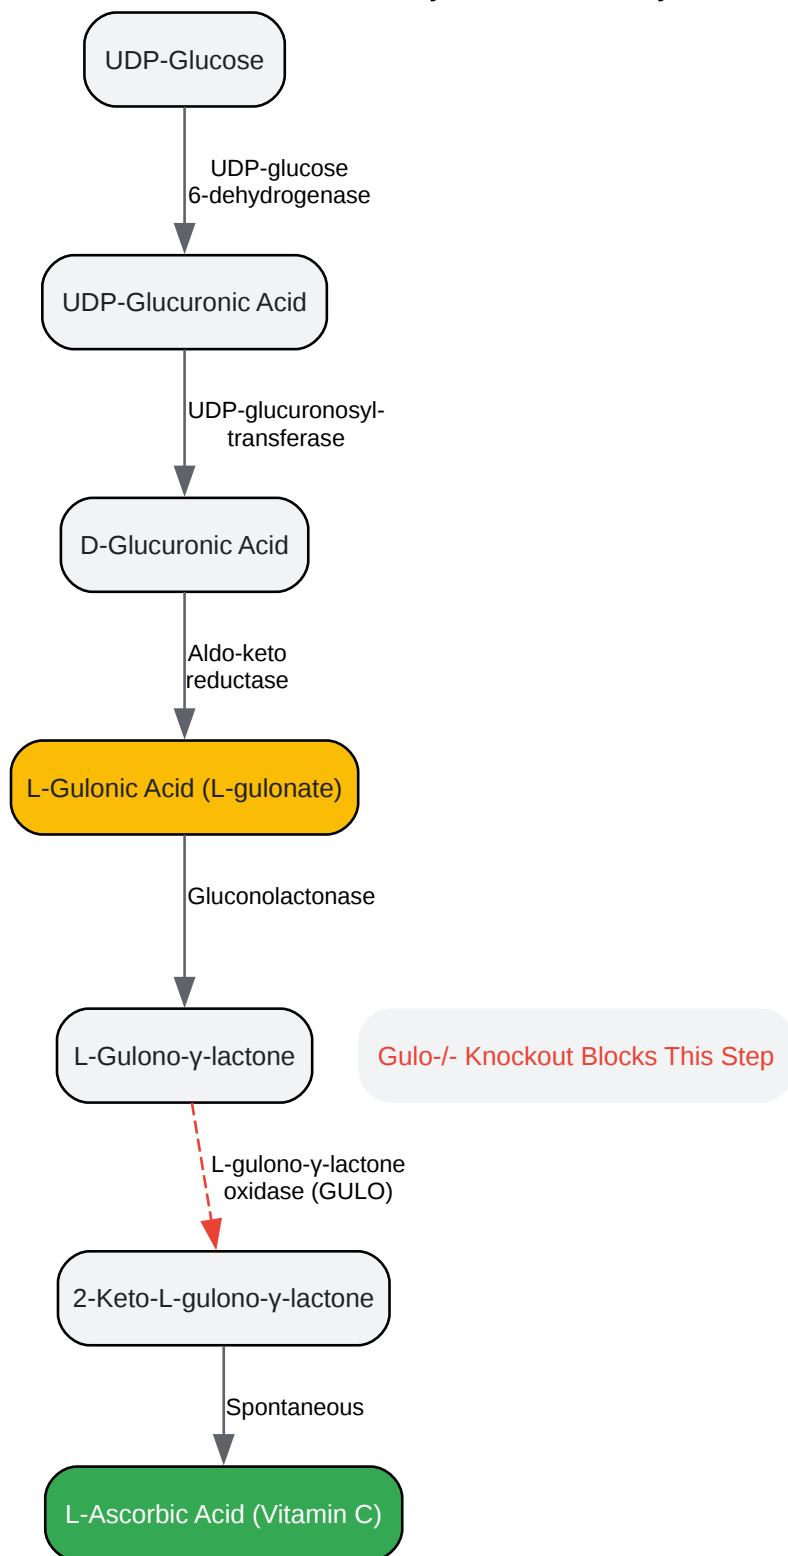 UDP-Glucose
UDP-glucose
6-dehydrogenase
UDP-Glucuronic Acid
UDP-glucuronosyl-
transferase
D-Glucuronic Acid
Aldo-keto
reductase
L-Gulonic Acid (L-gulonate)
Gluconolactonase
L-Gulono-γ-lactone
Gulo-/- Knockout Blocks This Step
L-gulono-γ-lactone
oxidase (GULO)
2-Keto-L-gulono-γ-lactone
Spontaneous
L-Ascorbic Acid (Vitamin C)